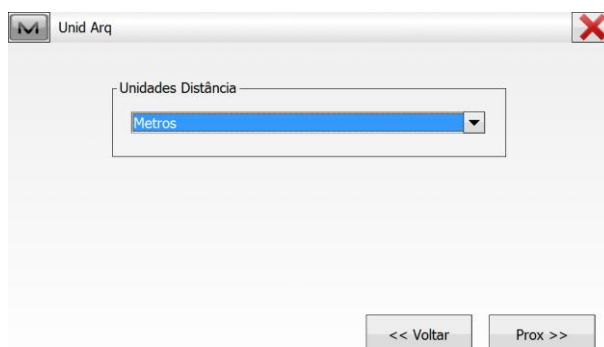 Unid Arq
Unidades Distância
Metros
<< Voltar
Prox >>